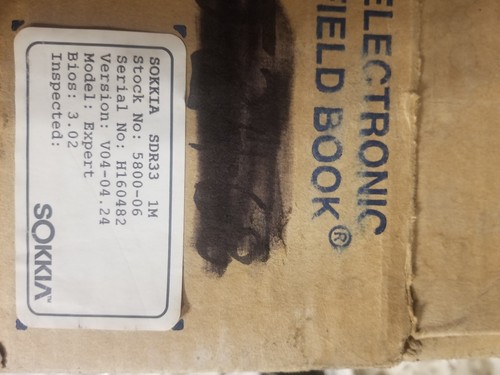 ELECTRONIC
FIELD BOOK®
SOKKIA SDR33 1M
Stock No: 5800-06
Serial No: H160482
Version: V04-04.24
Model: Expert
Bios: 3.02
Inspected:
SOKKIA™